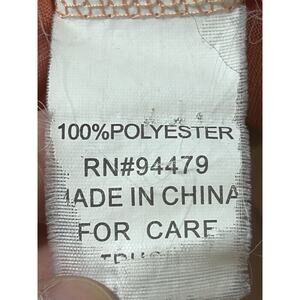 100%POLYESTER
RN#94479
MADE IN CHINA
FOR CARE